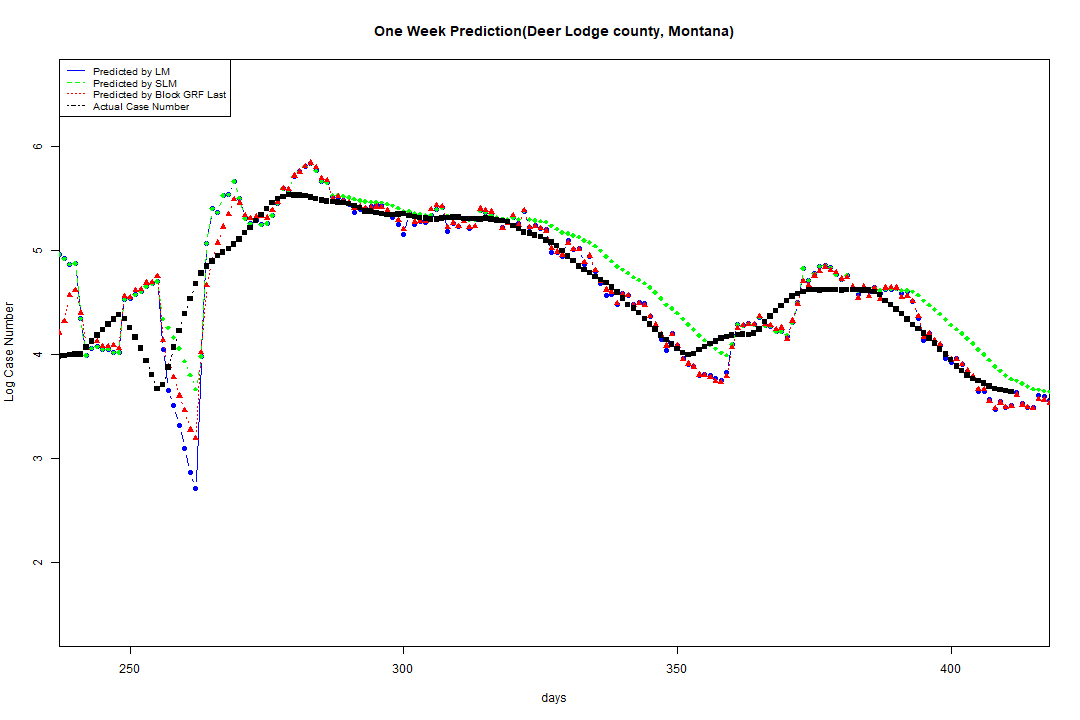 One Week Prediction(Deer Lodge county, Montana)
Predicted by LM
Predicted by SLM
Predicted by Block GRF Last
Actual Case Number
6
5
4
3
2
Log Case Number
250
300
350
400
days